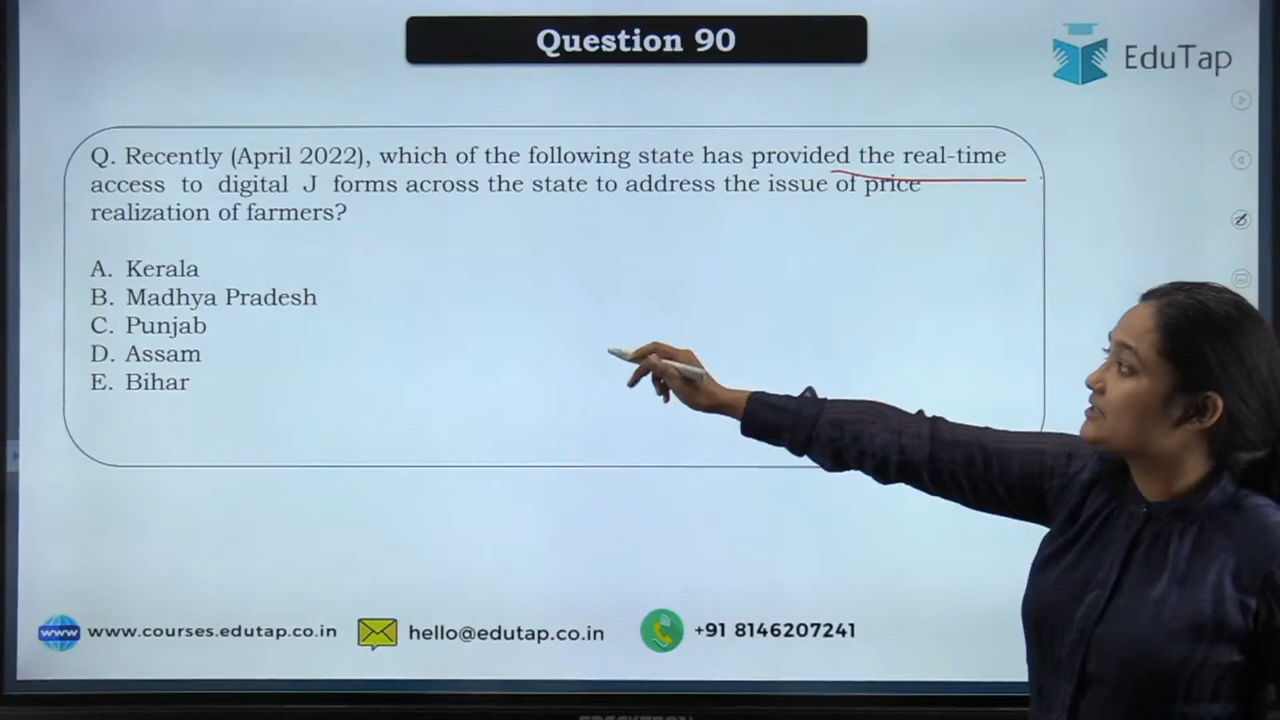 Question 90
EduTap
Q. Recently (April 2022), which of the following state has provided the real-time
access to digital J forms across the state to address the issue of price
realization of farmers?
A. Kerala
B. Madhya Pradesh
C. Punjab
D. Assam
E. Bihar
www
www.courses.edutap.co.in
hello@edutap.co.in
+91 8146207241